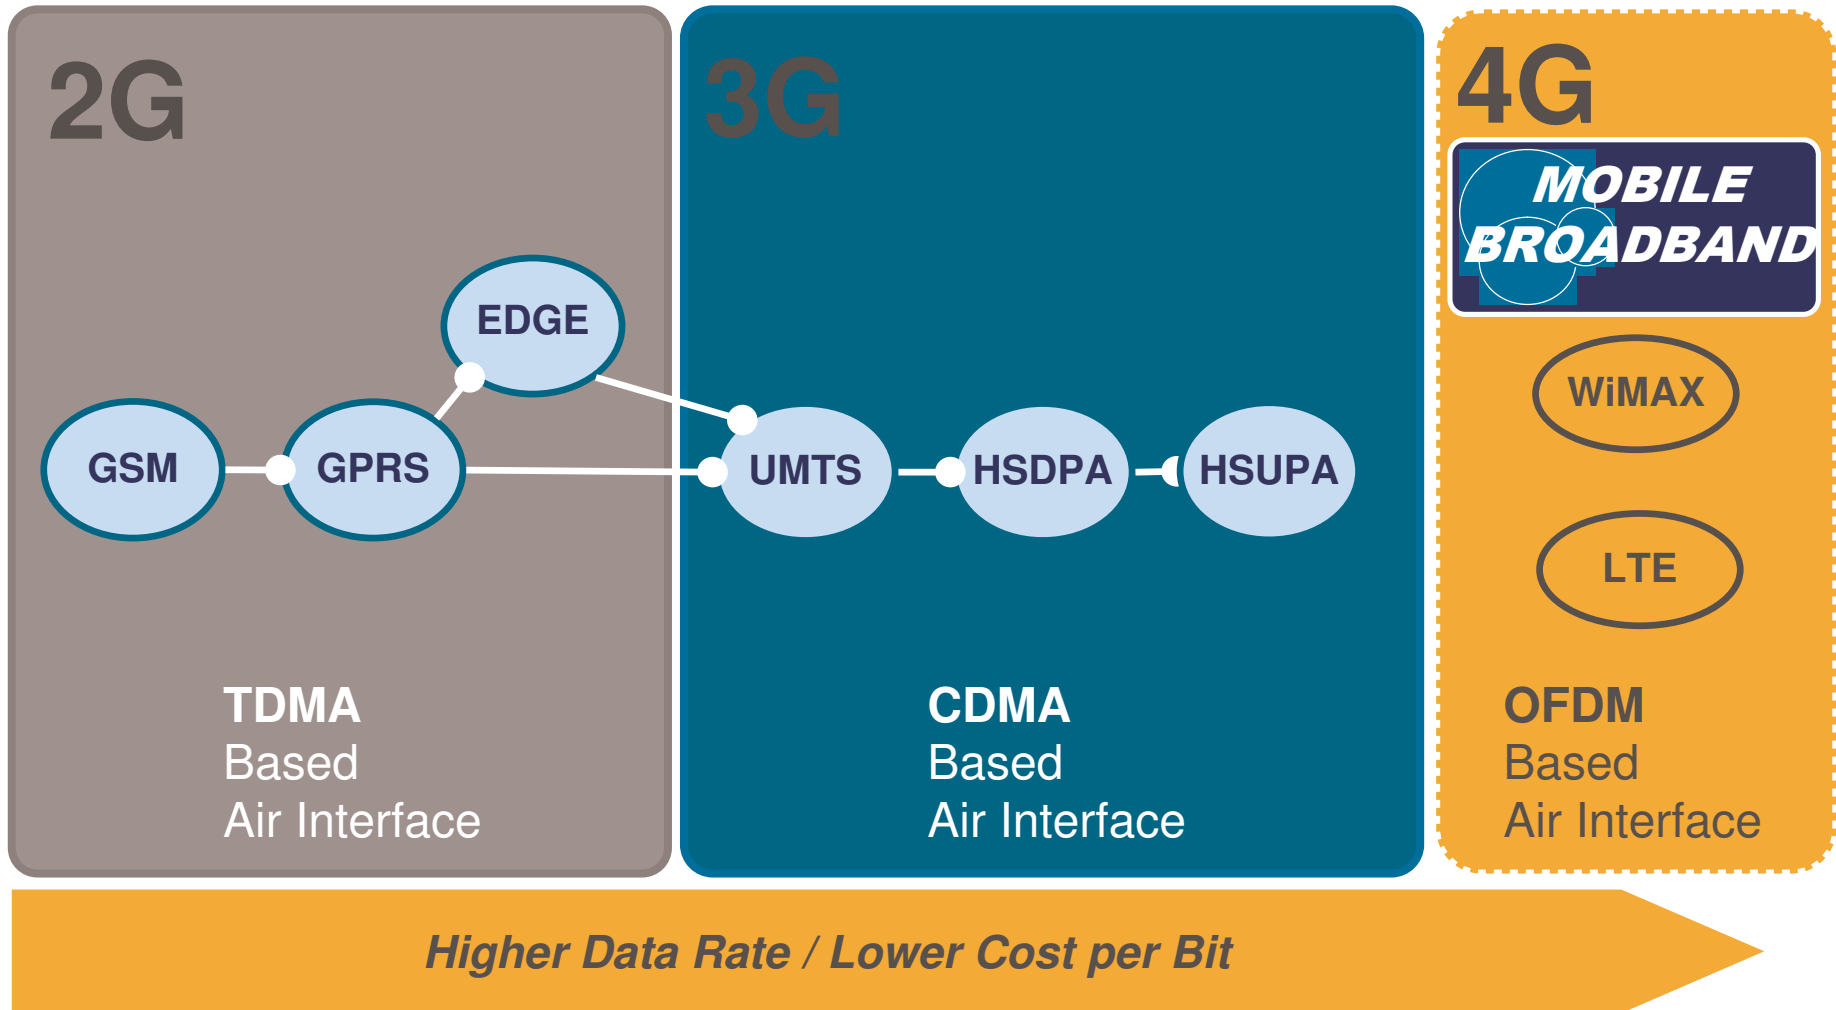 2G
3G
4G
MOBILE
BROADBAND
EDGE
WiMAX
GSM
GPRS
UMTS
HSDPA
HSUPA
LTE
TDMA
Based
Air Interface
CDMA
Based
Air Interface
OFDM
Based
Air Interface
Higher Data Rate / Lower Cost per Bit